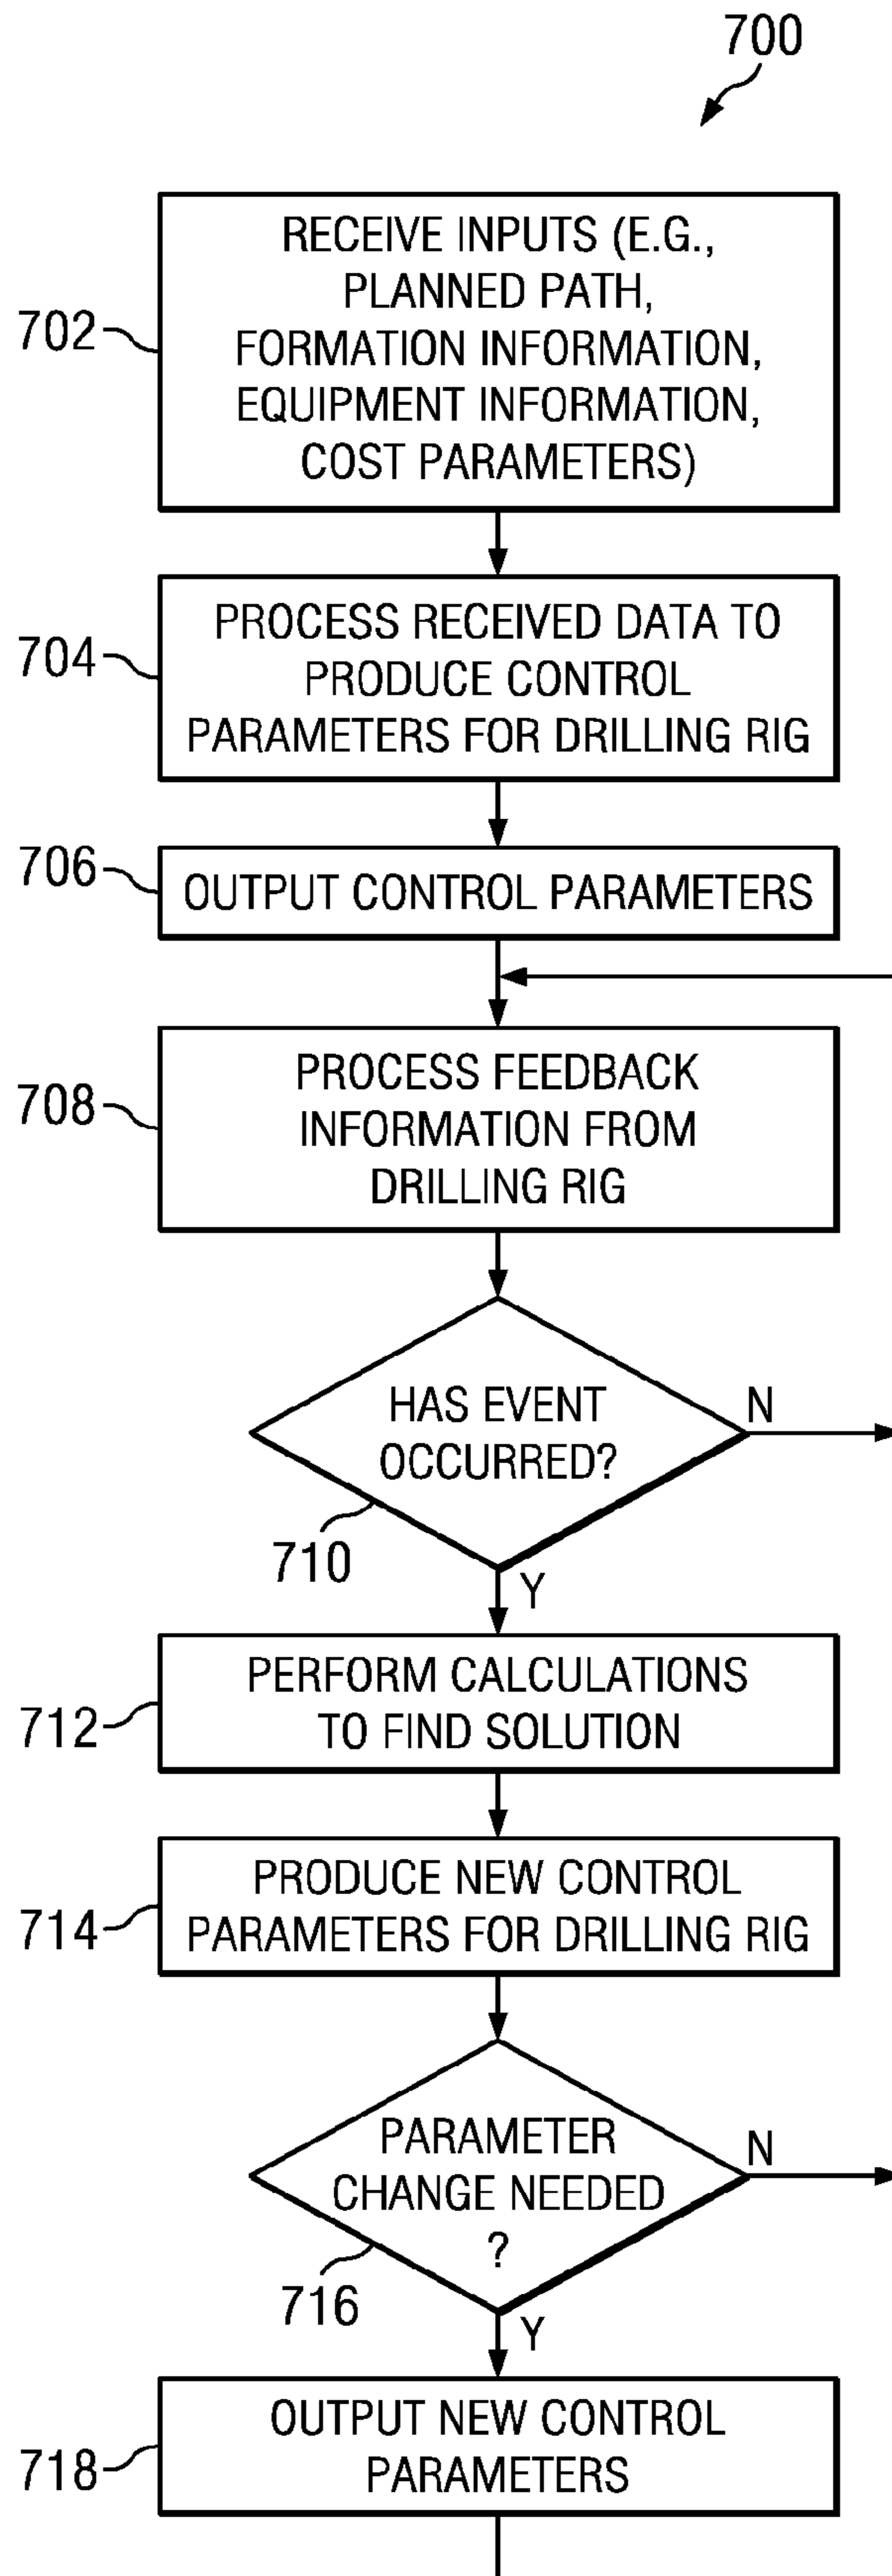 700
702
RECEIVE INPUTS (E.G.,
PLANNED PATH,
FORMATION INFORMATION,
EQUIPMENT INFORMATION,
COST PARAMETERS)
704
PROCESS RECEIVED DATA TO
PRODUCE CONTROL
PARAMETERS FOR DRILLING RIG
706
OUTPUT CONTROL PARAMETERS
708
PROCESS FEEDBACK
INFORMATION FROM
DRILLING RIG
HAS EVENT
OCCURRED?
N
710
Y
712
PERFORM CALCULATIONS
TO FIND SOLUTION
714
PRODUCE NEW CONTROL
PARAMETERS FOR DRILLING RIG
PARAMETER
CHANGE NEEDED
?
N
716
Y
718
OUTPUT NEW CONTROL
PARAMETERS